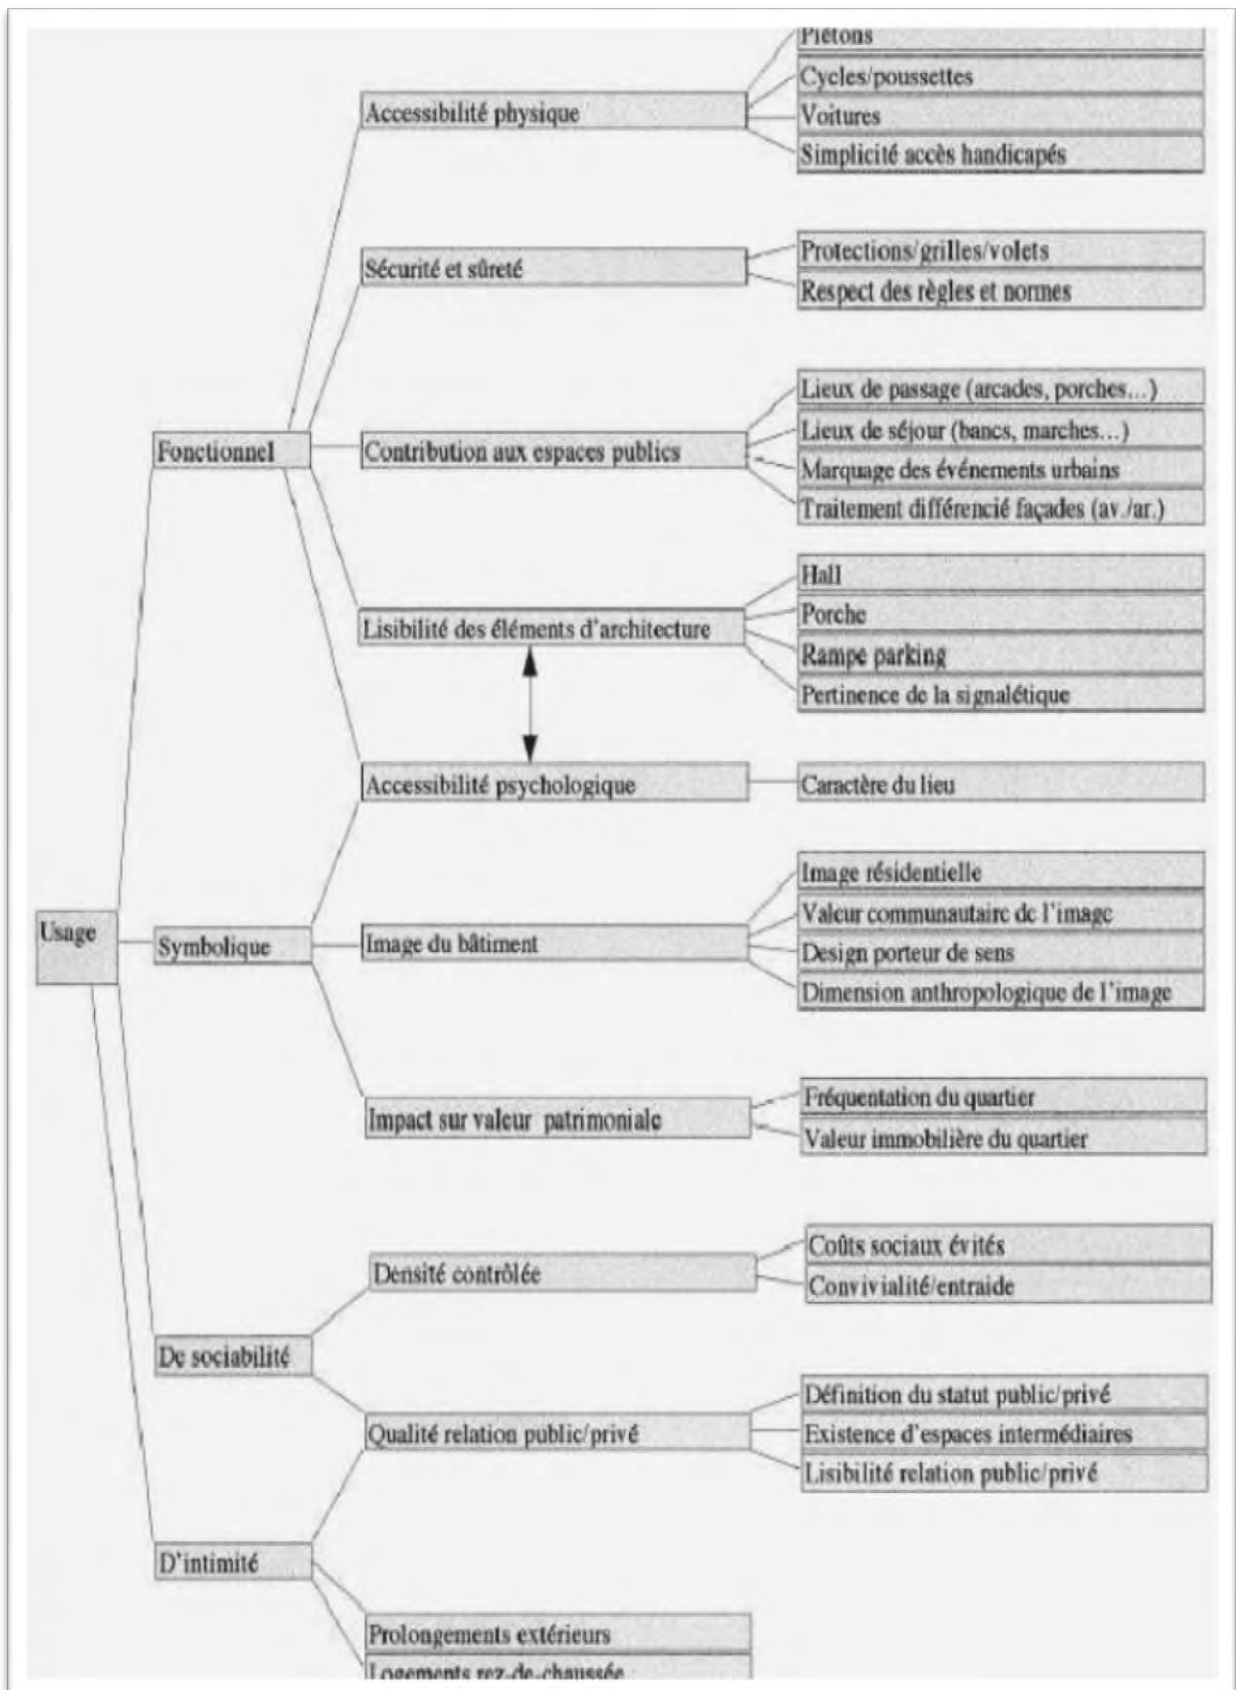 Piétons
Cycles/poussettes
Accessibilité physique
Voitures
Simplicité accès handicapés
Sécurité et sûreté
Protections/grilles/volets
Respect des règles et normes
Fonctionnel
Contribution aux espaces publics
Lieux de passage (arcades, porches...)
Lieux de séjour (bancs, marches...)
Marquage des événements urbains
Traitement différencié façades (av./ar.)
Lisibilité des éléments d'architecture
Hall
Porche
Rampe parking
Pertinence de la signalétique
Accessibilité psychologique
Caractère du lieu
Usage
Symbolique
Image du bâtiment
Image résidentielle
Valeur communautaire de l'image
Design porteur de sens
Dimension anthropologique de l'image
Impact sur valeur patrimoniale
Fréquentation du quartier
Valeur immobilière du quartier
De sociabilité
Densité contrôlée
Coûts sociaux évités
Convivialité/entraide
Qualité relation public/privé
Définition du statut public/privé
Existence d'espaces intermédiaires
Lisibilité relation public/privé
D'intimité
Prolongements extérieurs
Logements rez-de-chaussée